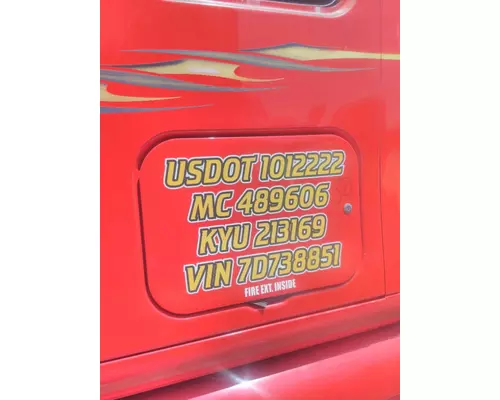 USDOT 1012222
MC 489606
KYU 213169
VIN 7D738851
FIRE EXT. INSIDE